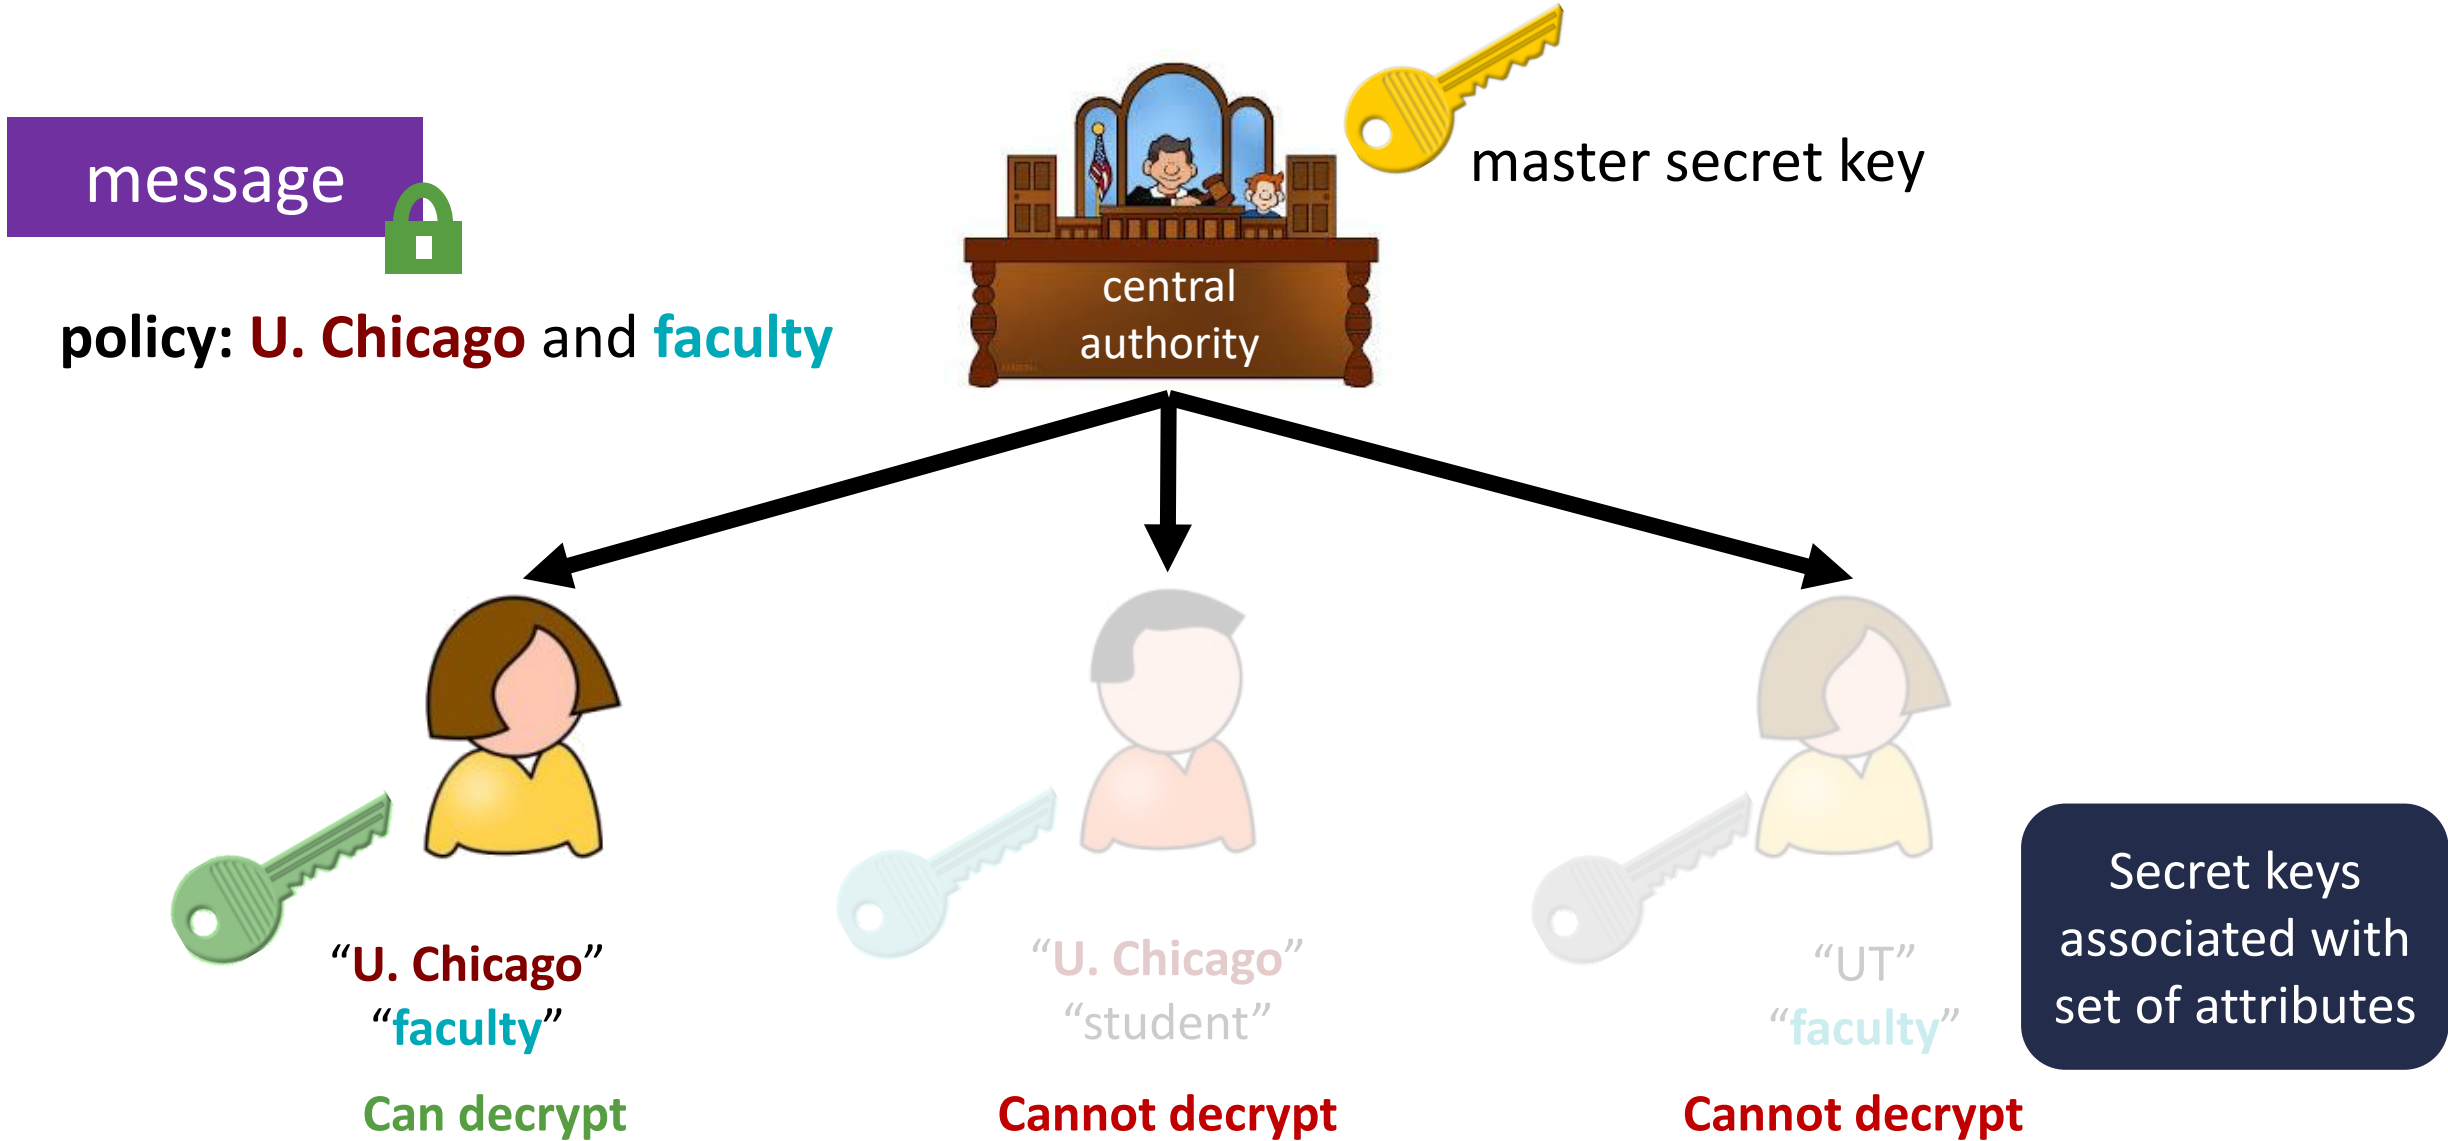 message
master secret key
central
authority
policy: U. Chicago and faculty
“U. Chicago”
“faculty”
Can decrypt
“U. Chicago”
“student”
Cannot decrypt
“UT”
“faculty”
Cannot decrypt
Secret keys
associated with
set of attributes